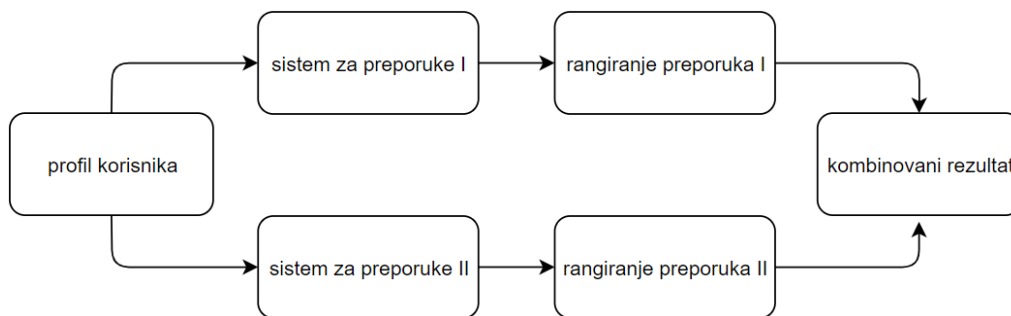 sistem za preporuke I
rangiranje preporuka I
profil korisnika
kombinovani rezultat
sistem za preporuke II
rangiranje preporuka II